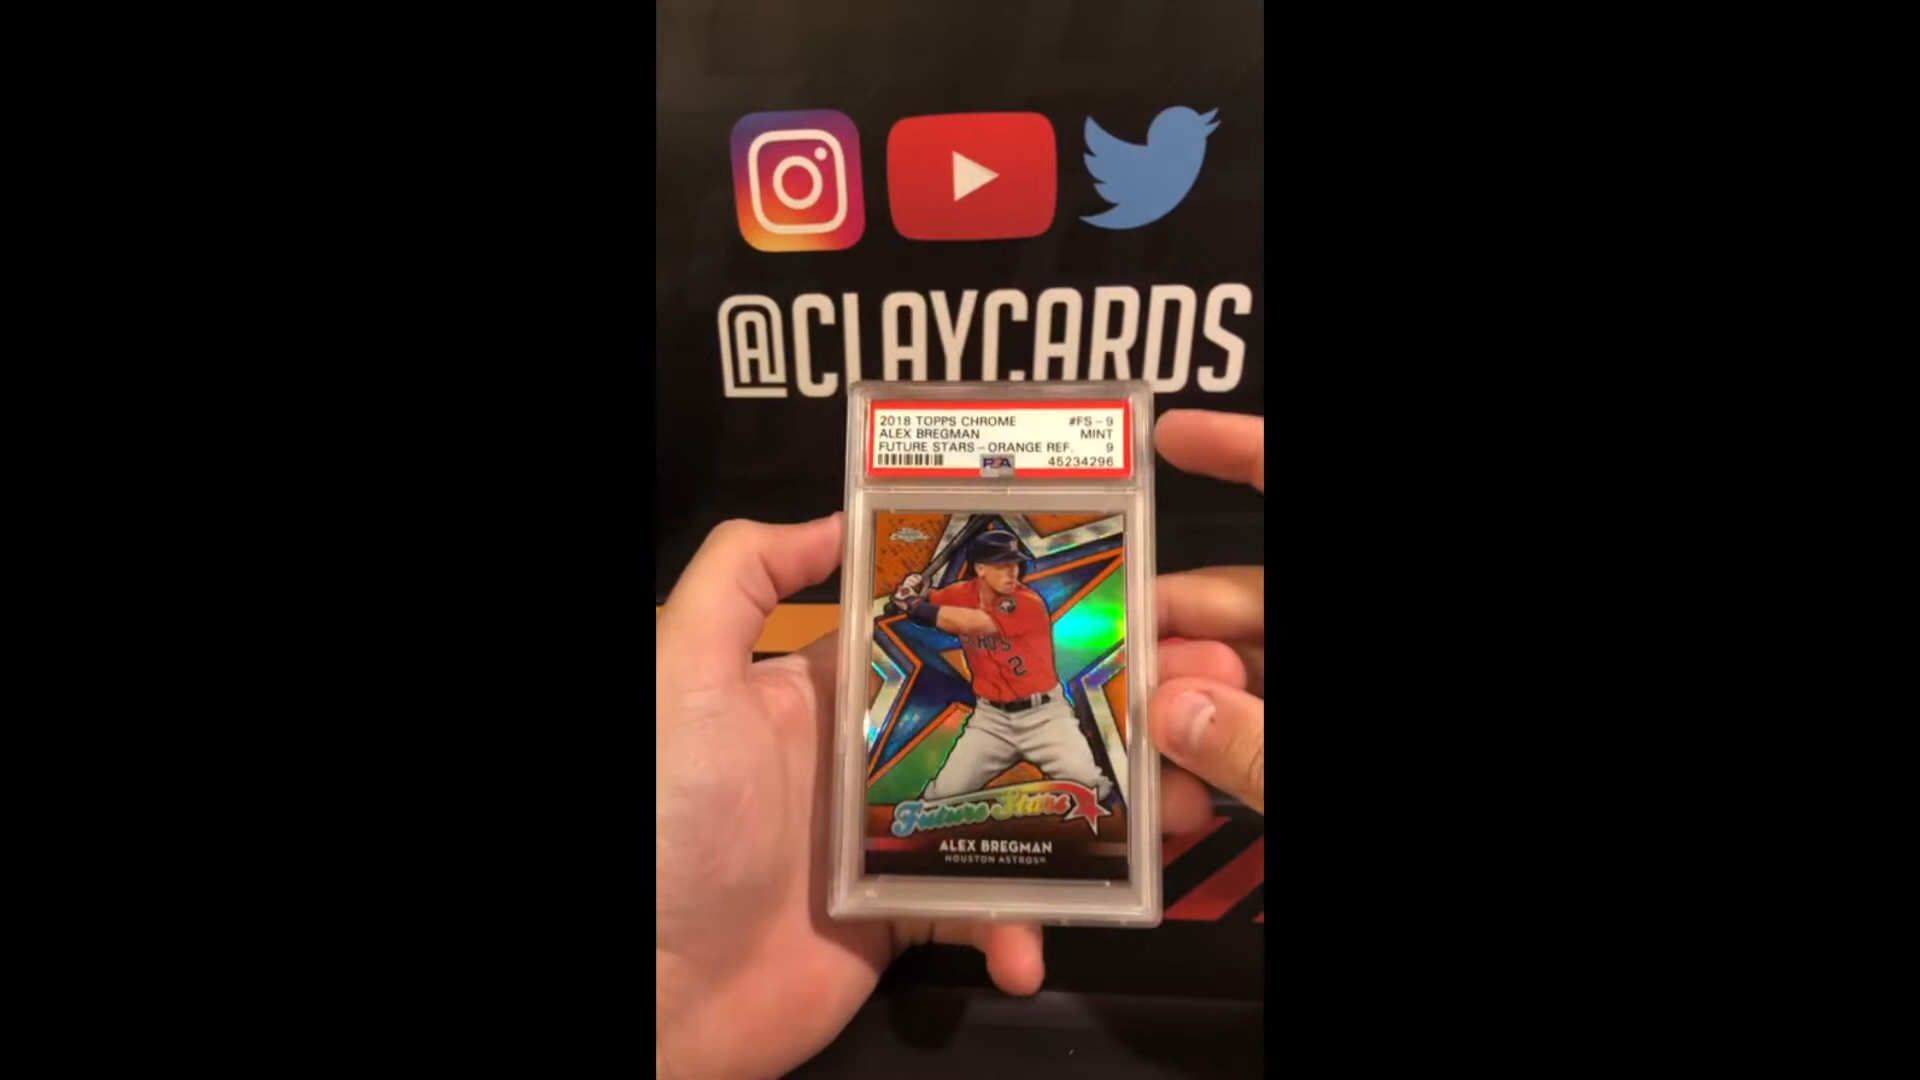 @CLAYCARDS
2018 TOPPS CHROME #FS-9
ALEX BREGMAN MINT
FUTURE STARS-ORANGE REF. 9
PSA 45234296
Future Stars
ALEX BREGMAN
HOUSTON ASTROS®
2